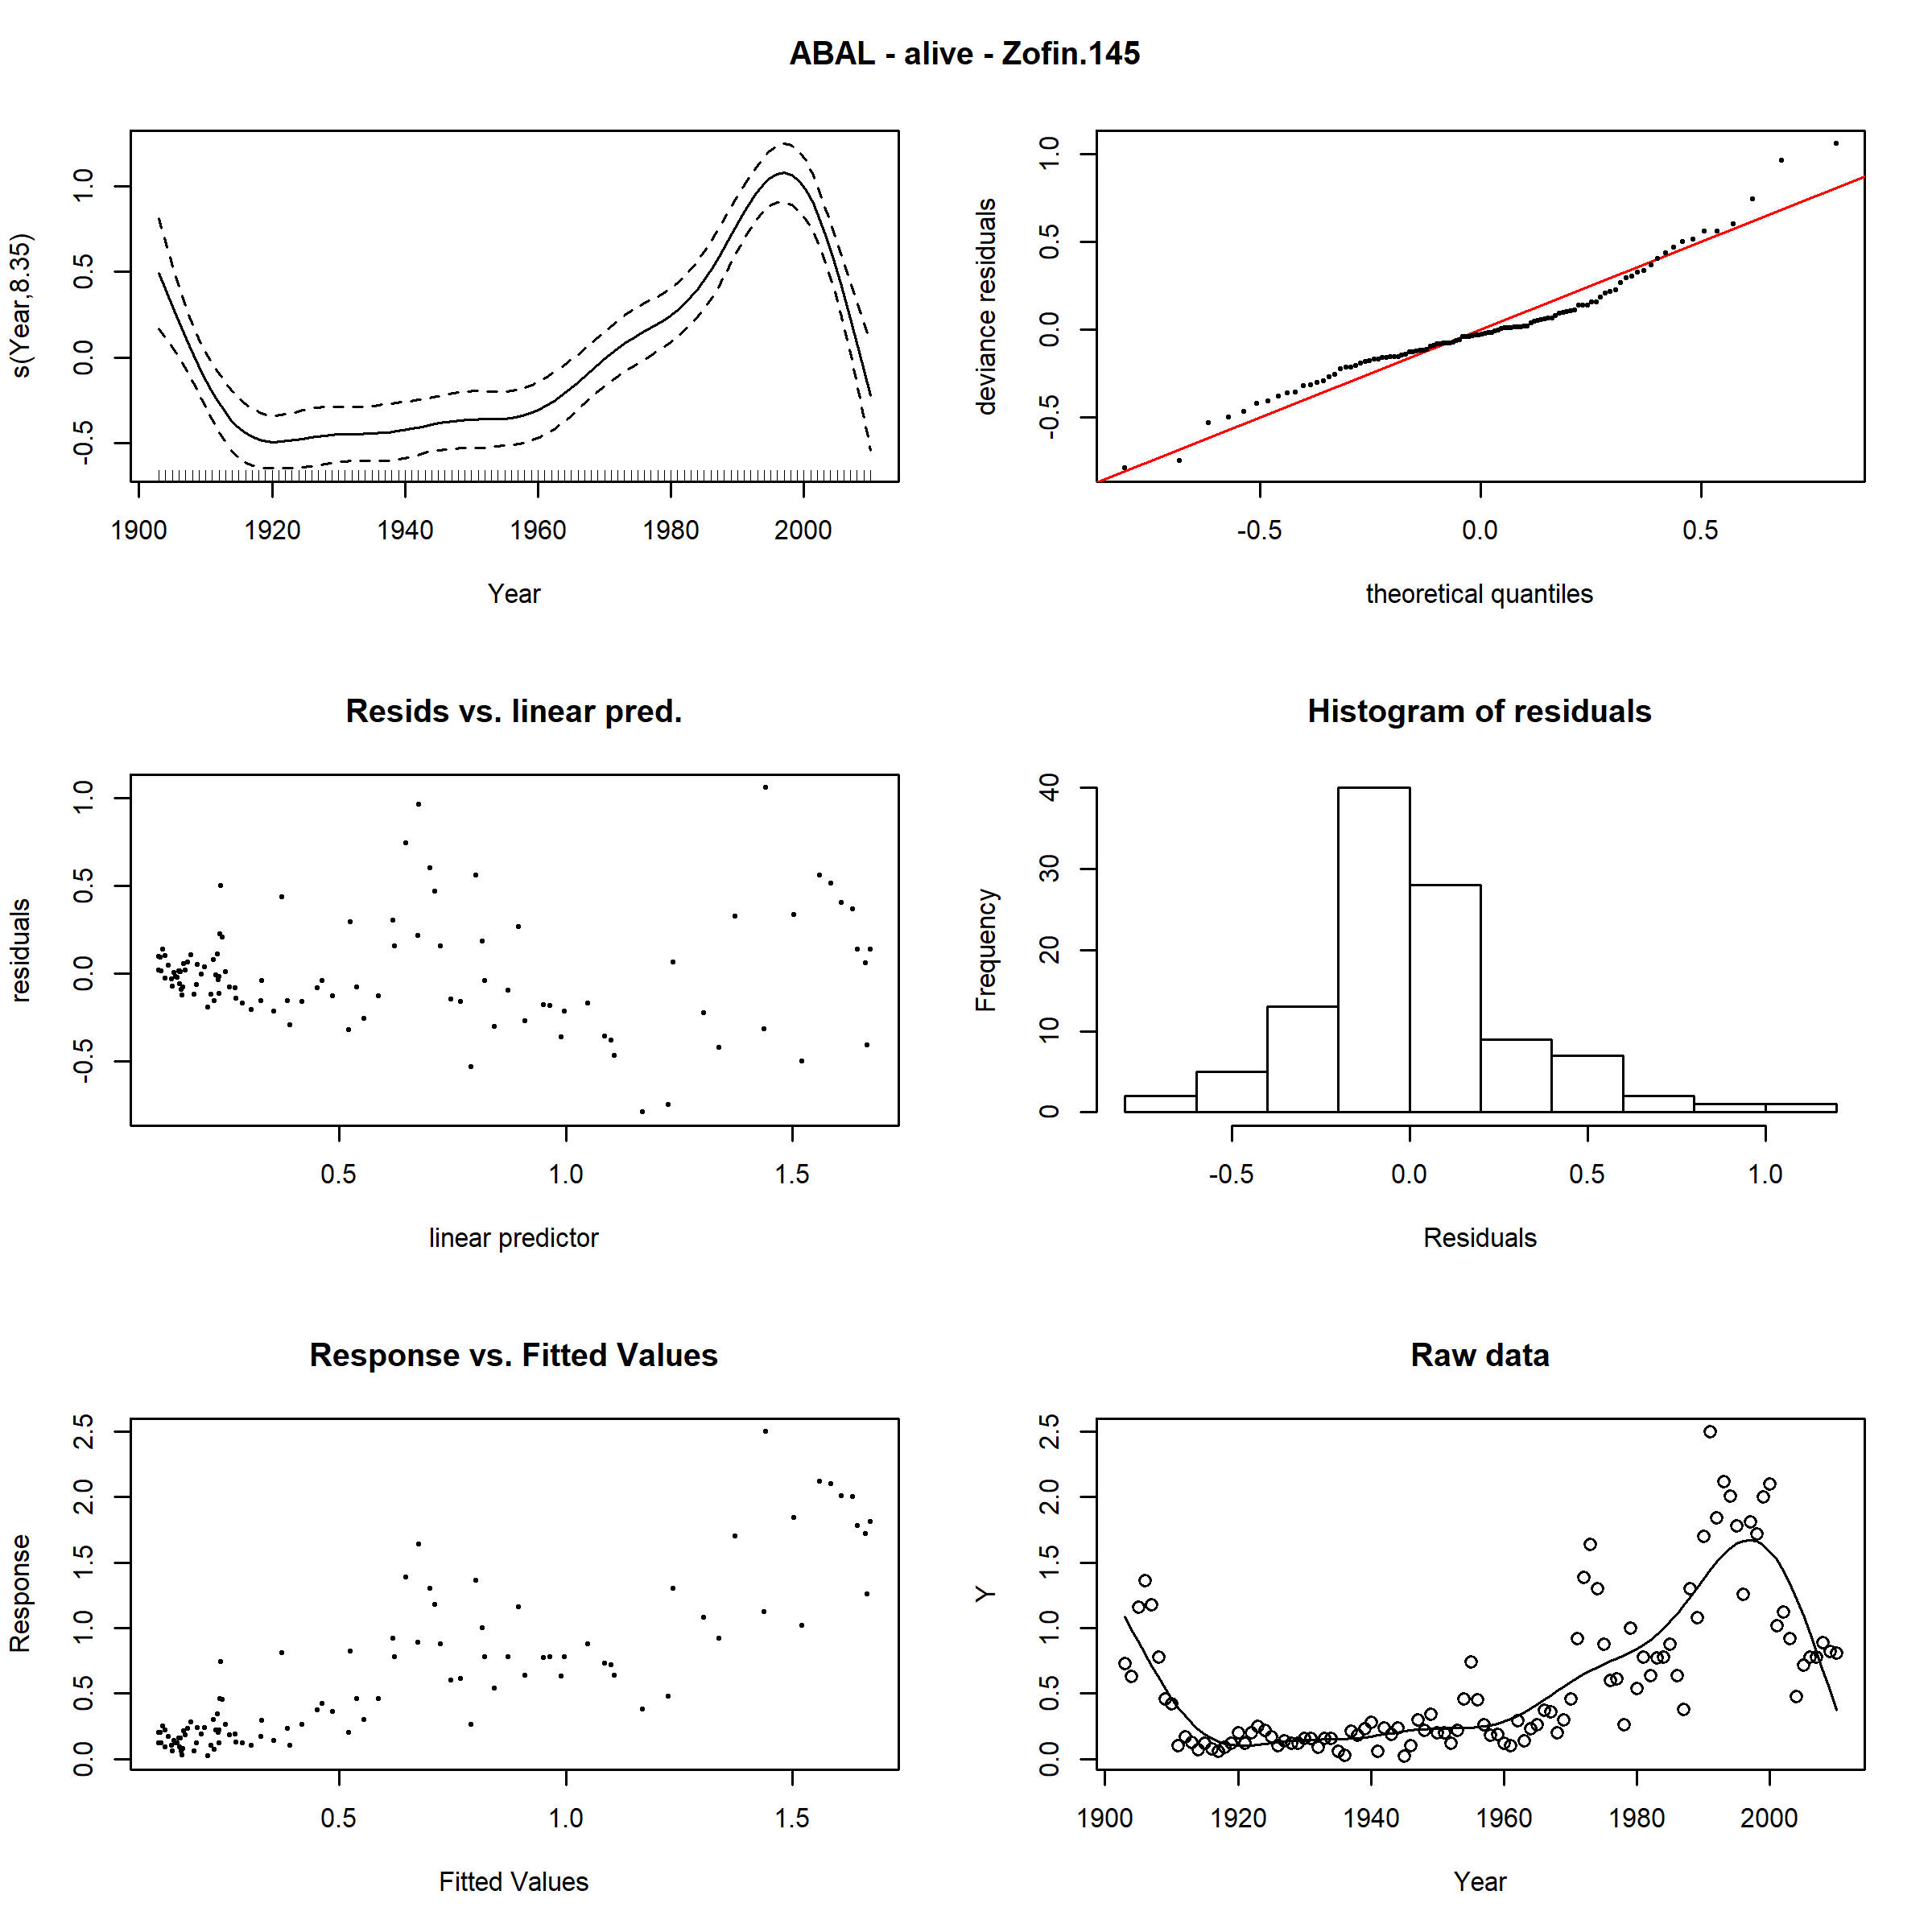 ABAL - alive - Zofin.145
s(Year,8.35)
-0.5 0.0 0.5 1.0
1900 1920 1940 1960 1980 2000
Year
deviance residuals
-0.5 0.0 0.5 1.0
-0.5 0.0 0.5
theoretical quantiles
Resids vs. linear pred.
residuals
-0.5 0.0 0.5 1.0
0.5 1.0 1.5
linear predictor
Histogram of residuals
Frequency
0 10 20 30 40
-0.5 0.0 0.5 1.0
Residuals
Response vs. Fitted Values
Response
0.0 0.5 1.0 1.5 2.0 2.5
0.5 1.0 1.5
Fitted Values
Raw data
Y
0.0 0.5 1.0 1.5 2.0 2.5
1900 1920 1940 1960 1980 2000
Year